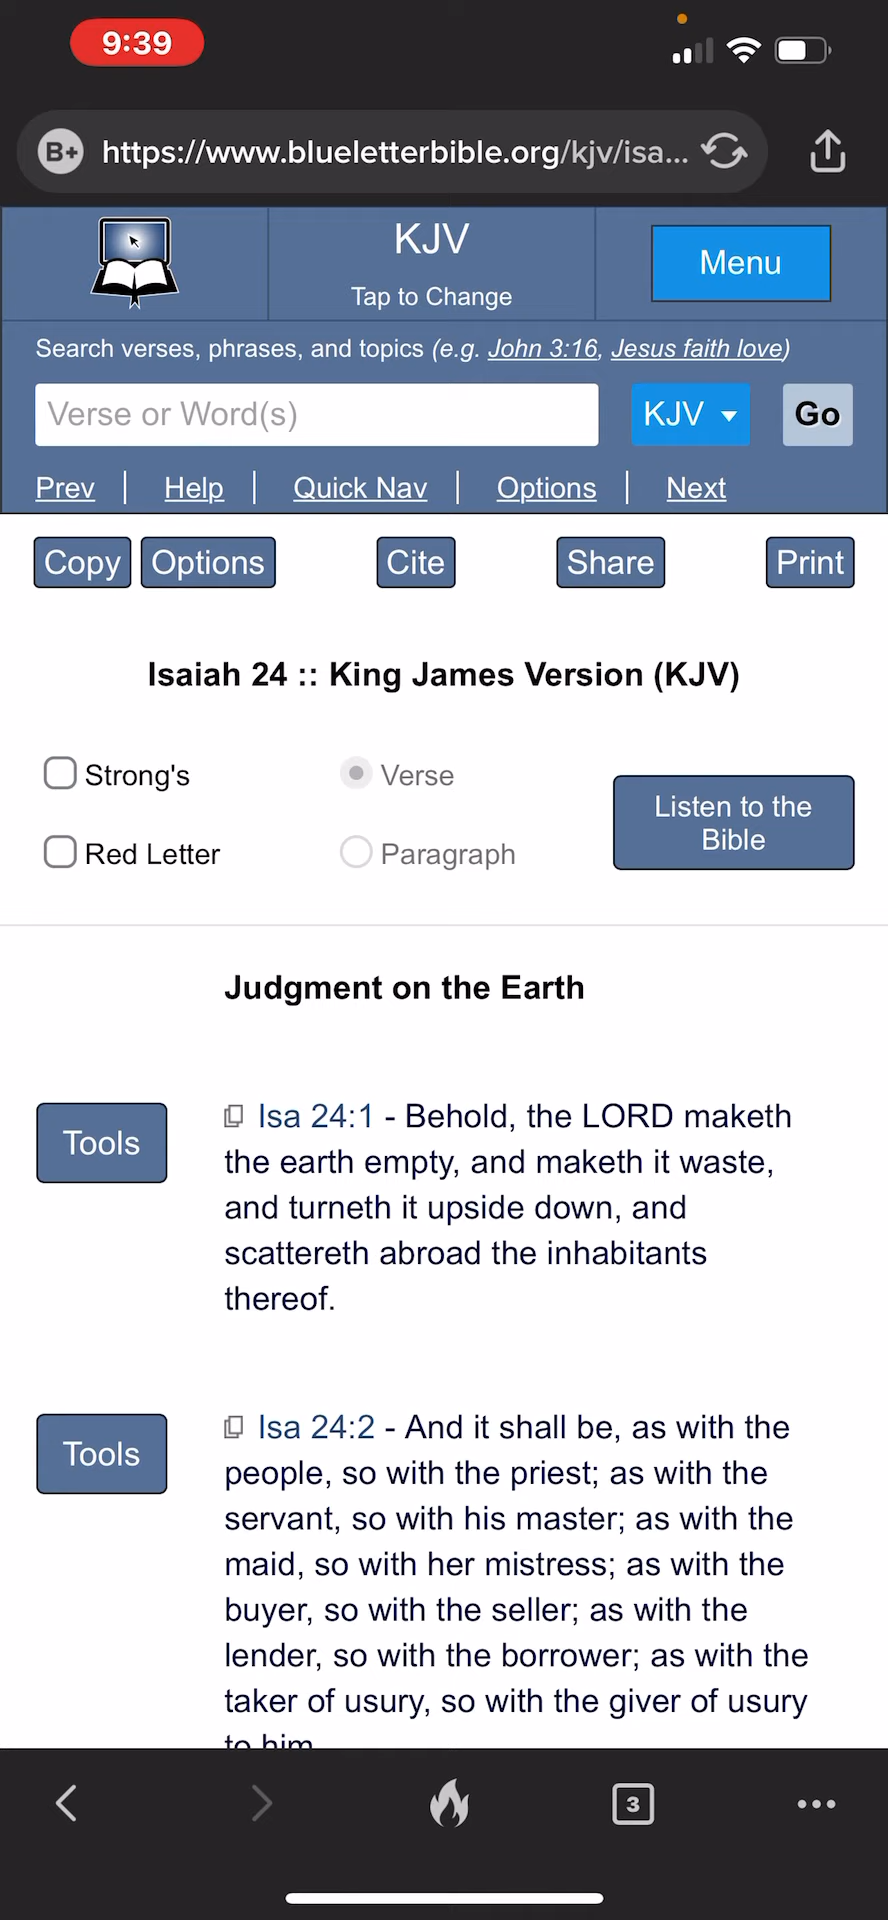 9:39
B+ https://www.blueletterbible.org/kjv/isa...
KJV
Tap to Change
Menu
Search verses, phrases, and topics (e.g. John 3:16, Jesus faith love)
Verse or Word(s)
KJV
Go
Prev | Help | Quick Nav | Options | Next
Copy Options Cite Share Print
Isaiah 24 :: King James Version (KJV)
Strong's
Verse
Red Letter
Paragraph
Listen to the
Bible
Judgment on the Earth
Tools
Isa 24:1 - Behold, the LORD maketh
the earth empty, and maketh it waste,
and turneth it upside down, and
scattereth abroad the inhabitants
thereof.
Tools
Isa 24:2 - And it shall be, as with the
people, so with the priest; as with the
servant, so with his master; as with the
maid, so with her mistress; as with the
buyer, so with the seller; as with the
lender, so with the borrower; as with the
taker of usury, so with the giver of usury
to him.
3